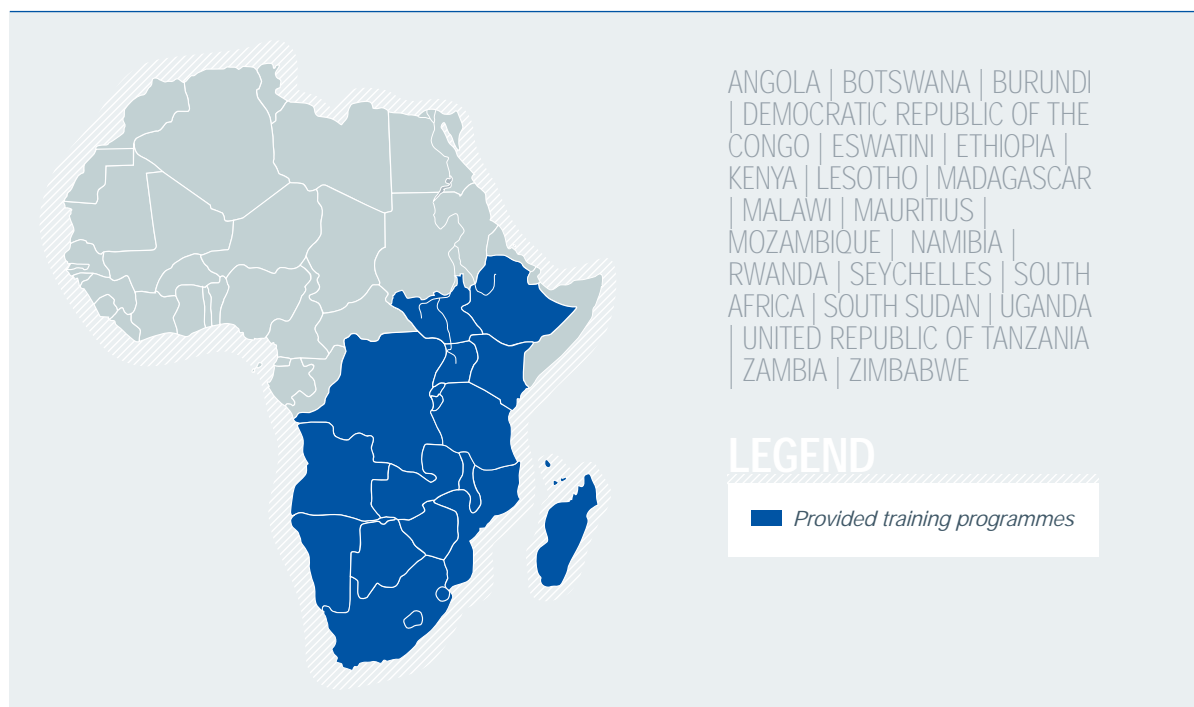 ANGOLA | BOTSWANA | BURUNDI
| DEMOCRATIC REPUBLIC OF THE
CONGO | ESWATINI | ETHIOPIA |
KENYA | LESOTHO | MADAGASCAR
| MALAWI | MAURITIUS |
MOZAMBIQUE | NAMIBIA |
RWANDA | SEYCHELLES | SOUTH
AFRICA | SOUTH SUDAN | UGANDA
| UNITED REPUBLIC OF TANZANIA
| ZAMBIA | ZIMBABWE
LEGEND
Provided training programmes